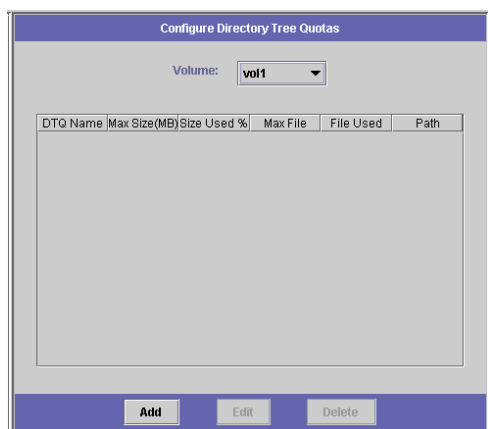 Configure Directory Tree Quotas
Volume: vol1
DTQ Name Max Size(MB) Size Used % Max File File Used Path
Add Edit Delete